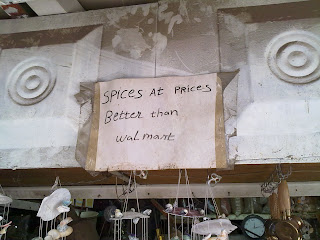 SPICES At PRICES
Better than
walmart